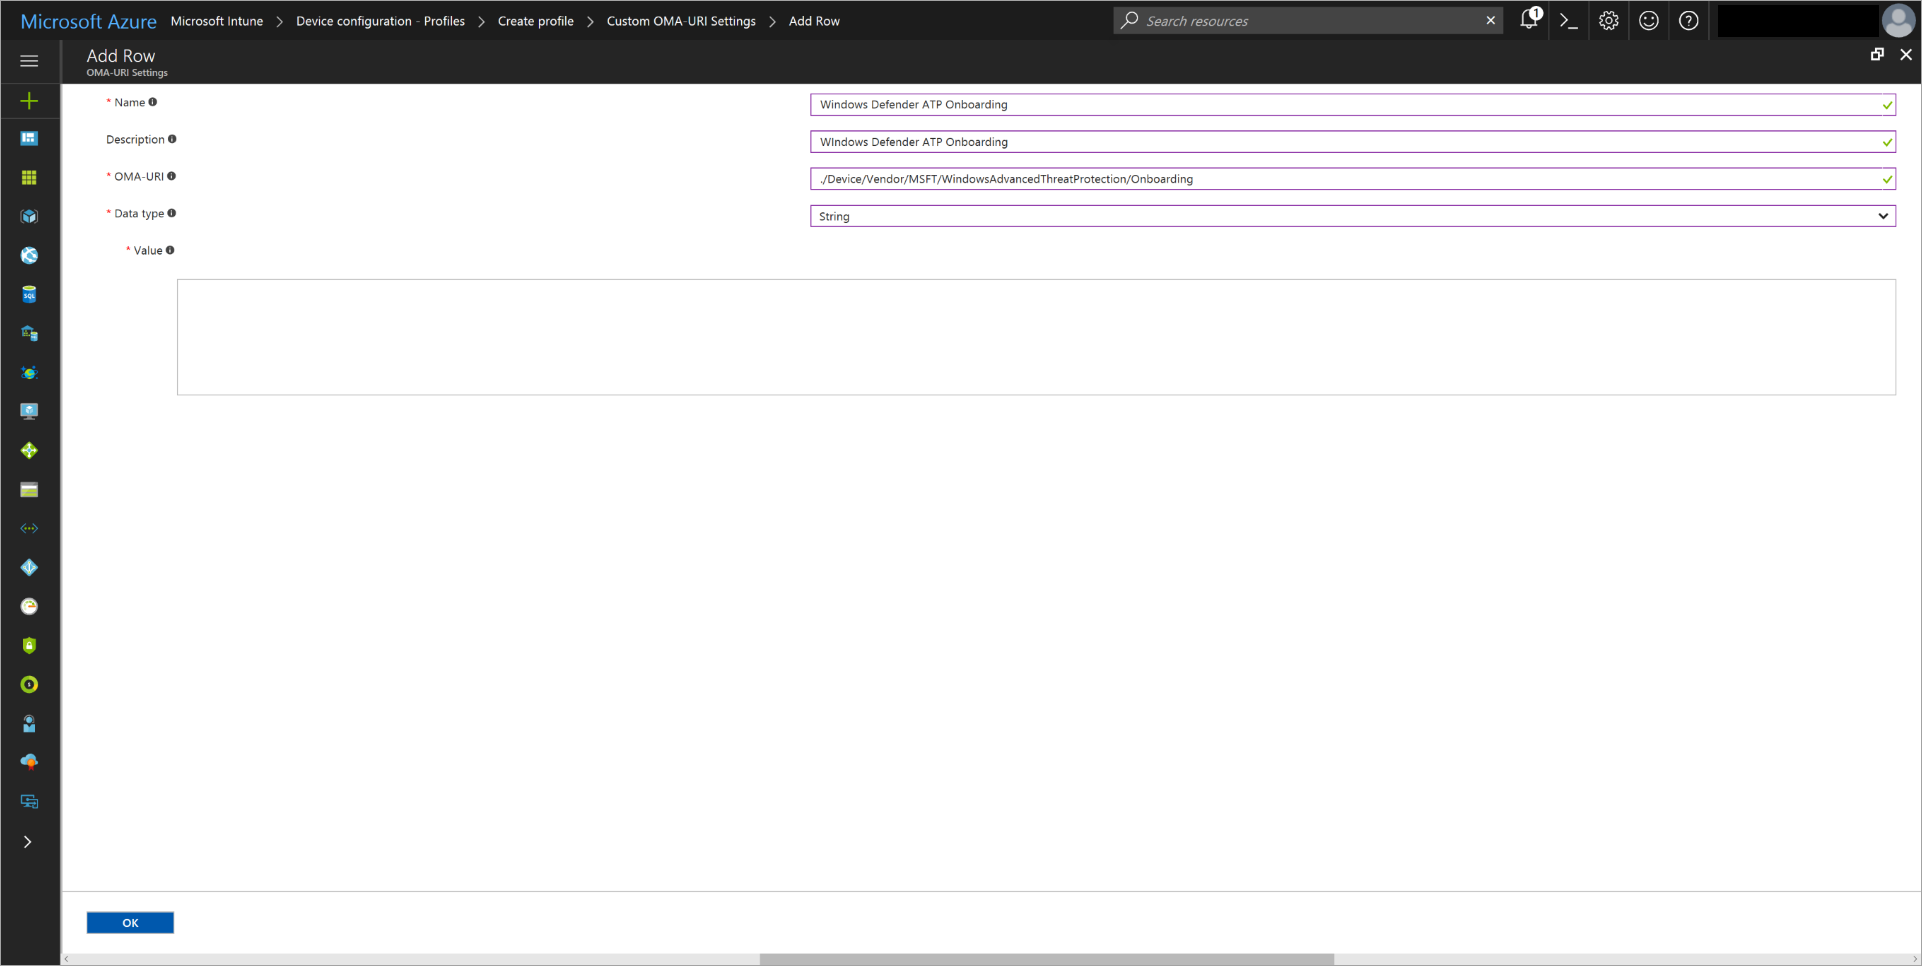 Microsoft Azure Microsoft Intune > Device configuration - Profiles > Create profile > Custom OMA-URI Settings > Add Row Search resources 1
Add Row
OMA-URI Settings
* Name Windows Defender ATP Onboarding
Description WIndows Defender ATP Onboarding
* OMA-URI ./Device/Vendor/MSFT/WindowsAdvancedThreatProtection/Onboarding
* Data type String
* Value
SQL
OK